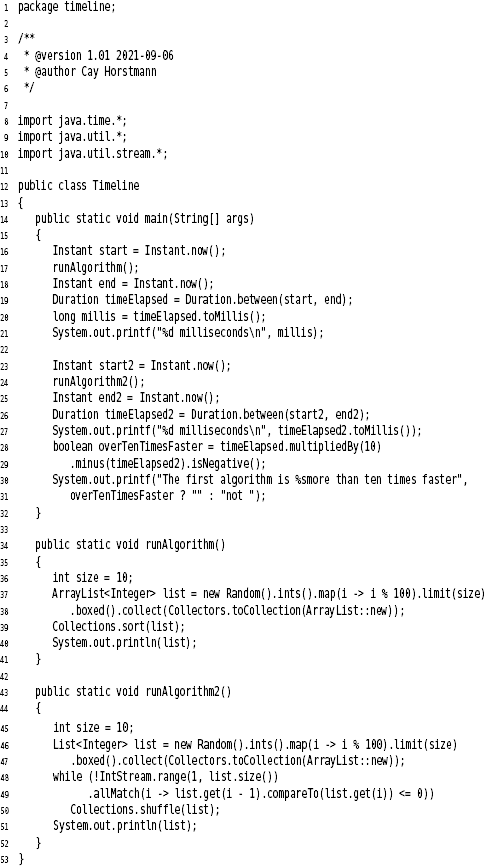 1 package timeline;
2
3 /**
4  * @version 1.01 2021-09-06
5  * @author Cay Horstmann
6  */
7
8 import java.time.*;
9 import java.util.*;
10 import java.util.stream.*;
11
12 public class Timeline
13 {
14    public static void main(String[] args)
15    {
16       Instant start = Instant.now();
17       runAlgorithm();
18       Instant end = Instant.now();
19       Duration timeElapsed = Duration.between(start, end);
20       long millis = timeElapsed.toMillis();
21       System.out.printf("%d milliseconds\n", millis);
22
23       Instant start2 = Instant.now();
24       runAlgorithm2();
25       Instant end2 = Instant.now();
26       Duration timeElapsed2 = Duration.between(start2, end2);
27       System.out.printf("%d milliseconds\n", timeElapsed2.toMillis());
28       boolean overTenTimesFaster = timeElapsed.multipliedBy(10)
29          .minus(timeElapsed2).isNegative();
30       System.out.printf("The first algorithm is %smore than ten times faster",
31          overTenTimesFaster ? "" : "not ");
32    }
33
34    public static void runAlgorithm()
35    {
36       int size = 10;
37       ArrayList<Integer> list = new Random().ints().map(i -> i % 100).limit(size)
38          .boxed().collect(Collectors.toCollection(ArrayList::new));
39       Collections.sort(list);
40       System.out.println(list);
41    }
42
43    public static void runAlgorithm2()
44    {
45       int size = 10;
46       List<Integer> list = new Random().ints().map(i -> i % 100).limit(size)
47          .boxed().collect(Collectors.toCollection(ArrayList::new));
48       while (!IntStream.range(1, list.size())
49             .allMatch(i -> list.get(i - 1).compareTo(list.get(i)) <= 0))
50          Collections.shuffle(list);
51       System.out.println(list);
52    }
53 }